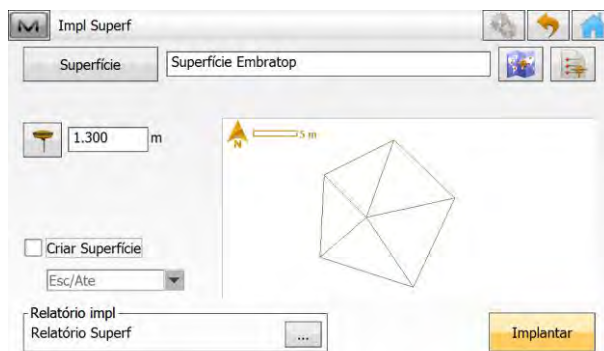 Impl Superf
Superfície
Superfície Embratop
1.300 m
N
5 m
Criar Superfície
Esc/Ate
Relatório impl
Relatório Superf
...
Implantar